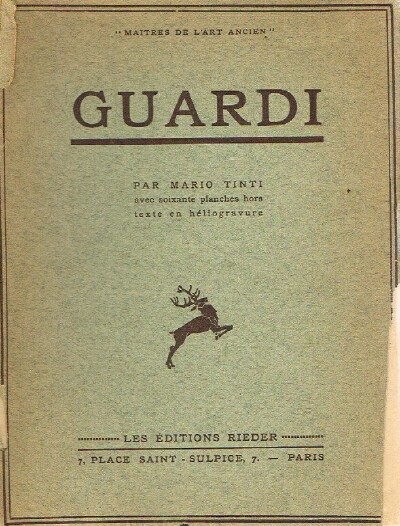 "MAITRES DE L'ART ANCIEN"
GUARDI
PAR MARIO TINTI
avec soixante planches hors
texte en héliogravure
LES ÉDITIONS RIEDER
7, PLACE SAINT-SULPICE, 7. — PARIS